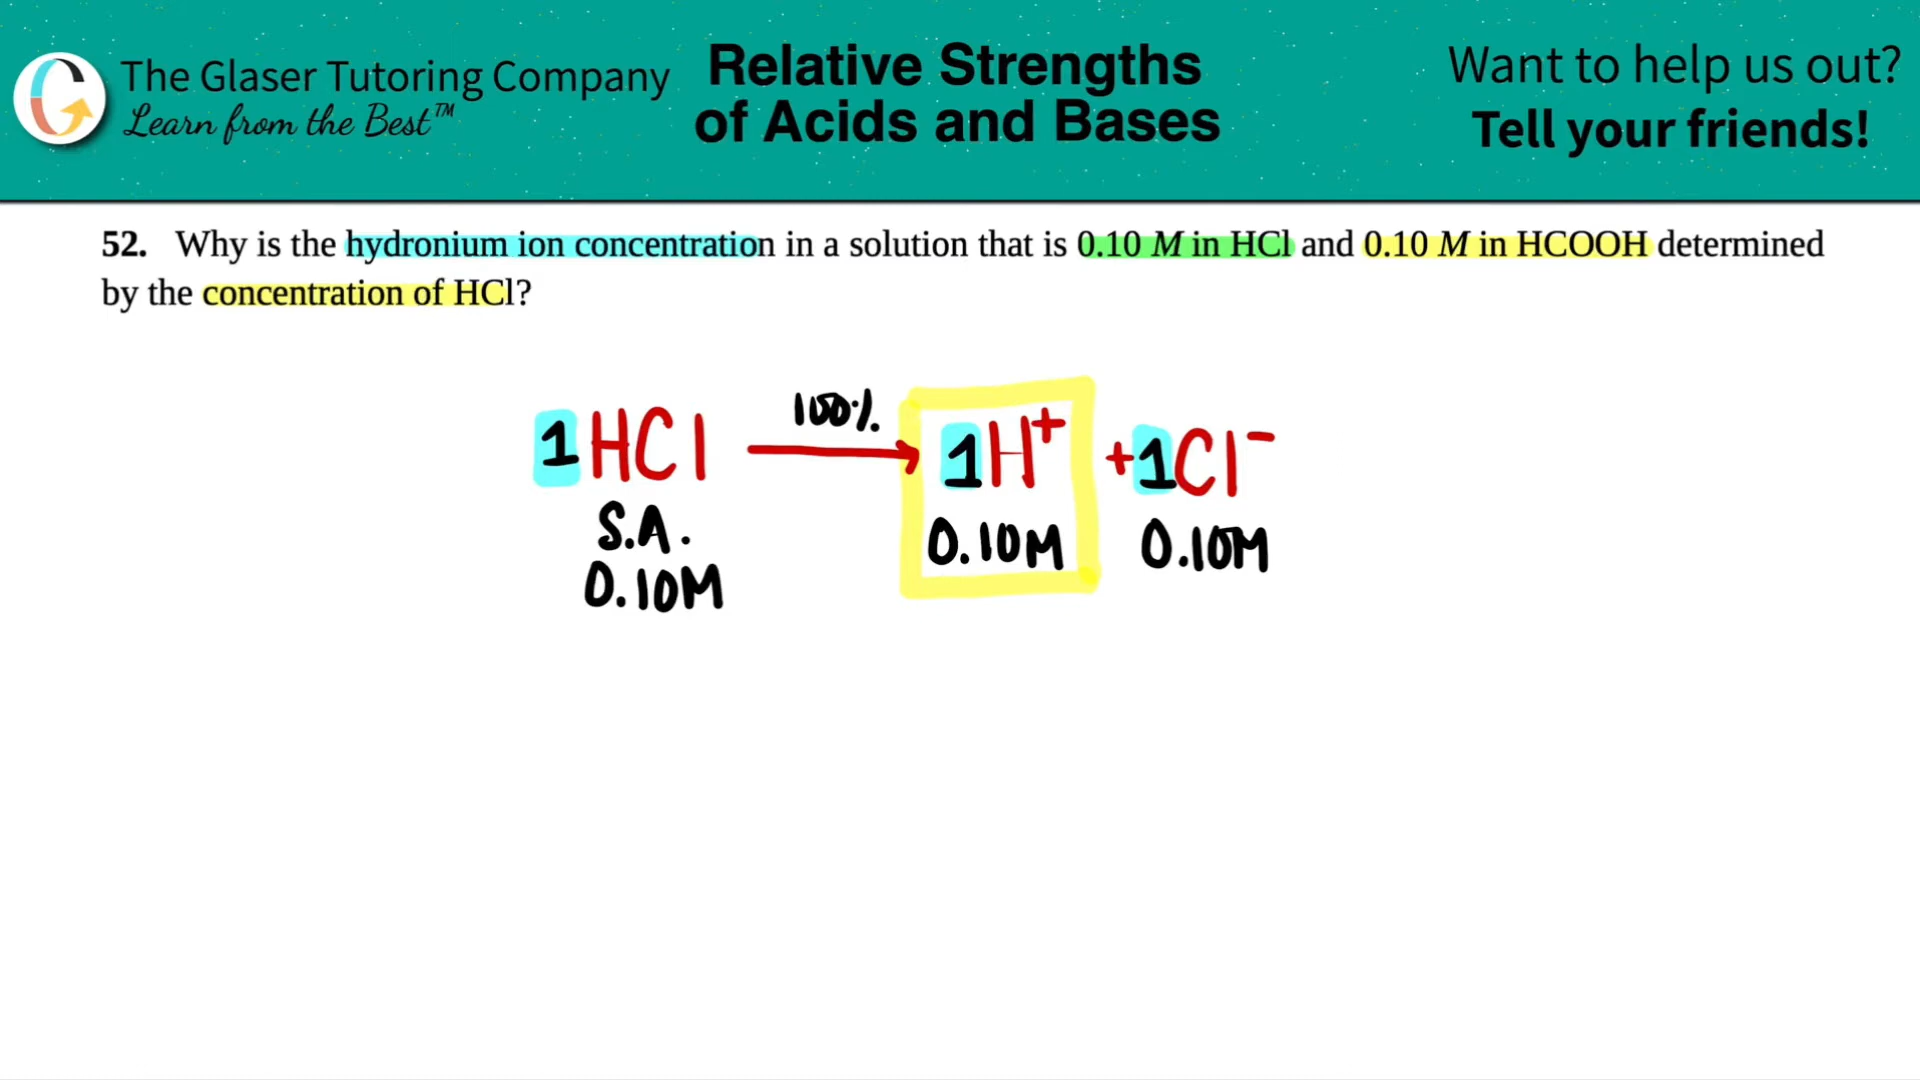 The Glaser Tutoring Company
Learn from the Best™
Relative Strengths
of Acids and Bases
Want to help us out?
Tell your friends!
52. Why is the hydronium ion concentration in a solution that is 0.10 M in HCl and 0.10 M in HCOOH determined
by the concentration of HCl?
100%
1HCl → 1H⁺ + 1Cl⁻
S.A.
0.10M 0.10M 0.10M